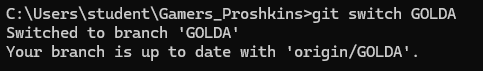 C:\Users\student\Gamers_Proshkins>git switch GOLDA
Switched to branch 'GOLDA'
Your branch is up to date with 'origin/GOLDA'.